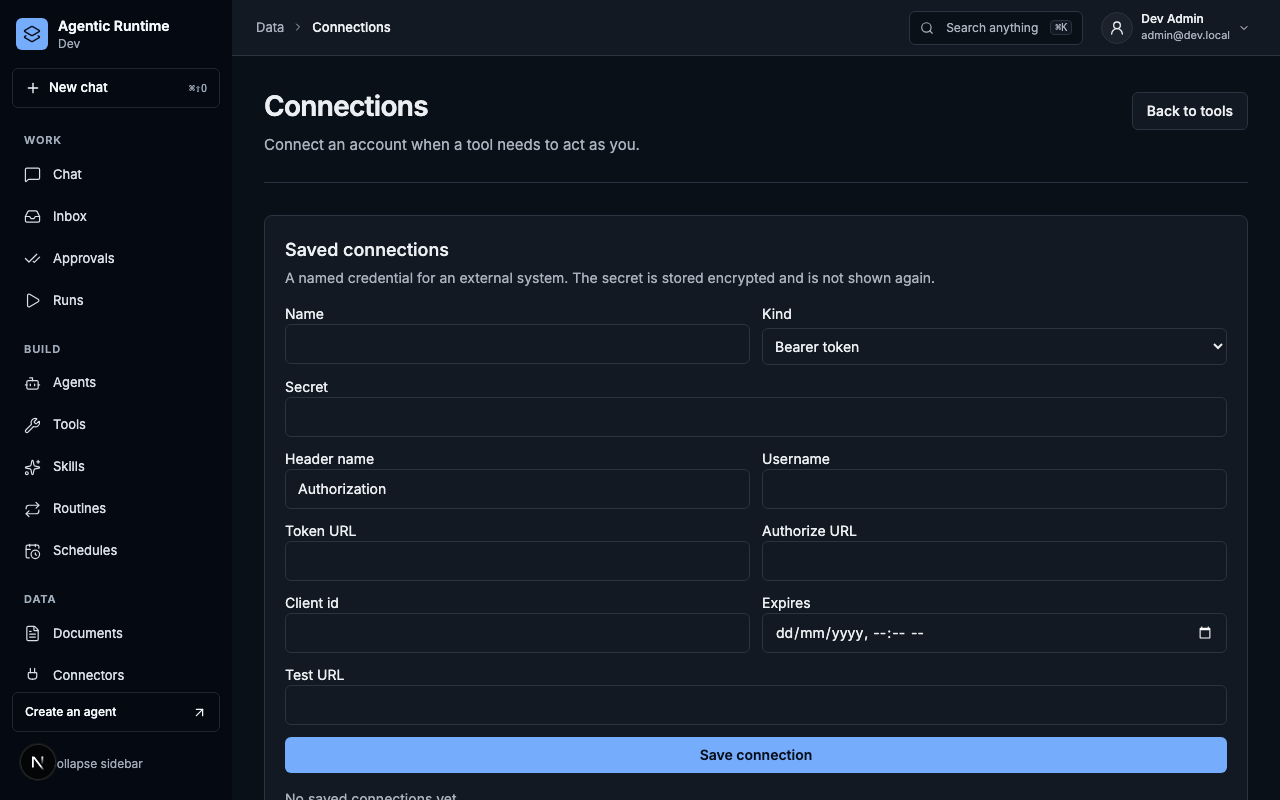 Agentic Runtime
Dev
New chat ⌘⇧O
WORK
Chat
Inbox
Approvals
Runs
BUILD
Agents
Tools
Skills
Routines
Schedules
DATA
Documents
Connectors
Create an agent
N ollapse sidebar
Data > Connections
Search anything ⌘K
Dev Admin
admin@dev.local
Connections
Connect an account when a tool needs to act as you.
Back to tools
Saved connections
A named credential for an external system. The secret is stored encrypted and is not shown again.
Name
Kind
Bearer token
Secret
Header name
Authorization
Username
Token URL
Authorize URL
Client id
Expires
dd/mm/yyyy, --:-- --
Test URL
Save connection
No saved connections yet